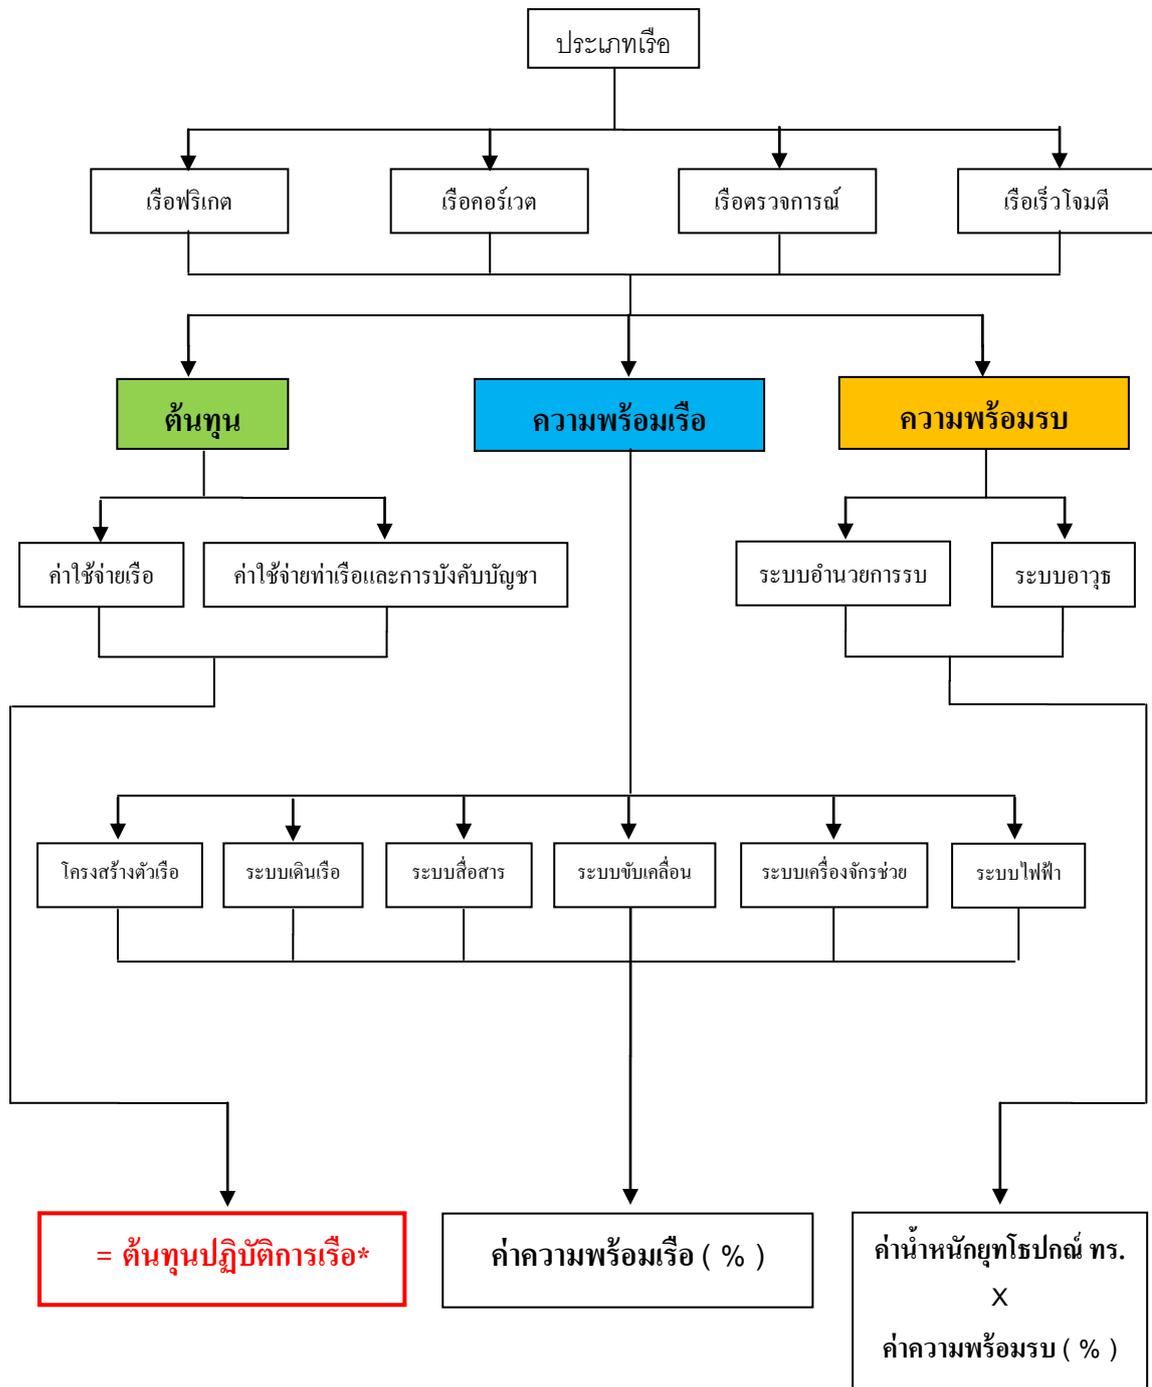 ประเภทเรือ
เรือฟริเกต
เรือคอร์เวต
เรือตรวจการณ์
เรือเร็วโจมตี
ต้นทุน
ความพร้อมเรือ
ความพร้อมรบ
ค่าใช้จ่ายเรือ
ค่าใช้จ่ายท่าเรือและการบังคับบัญชา
ระบบอำนวยการรบ
ระบบอาวุธ
โครงสร้างตัวเรือ
ระบบเดินเรือ
ระบบสื่อสาร
ระบบขับเคลื่อน
ระบบเครื่องจักรช่วย
ระบบไฟฟ้า
= ต้นทุนปฏิบัติการเรือ*
ค่าความพร้อมเรือ ( % )
ค่าน้ำหนักยุทโธปกณ์ ทร.
X
ค่าความพร้อมรบ ( % )